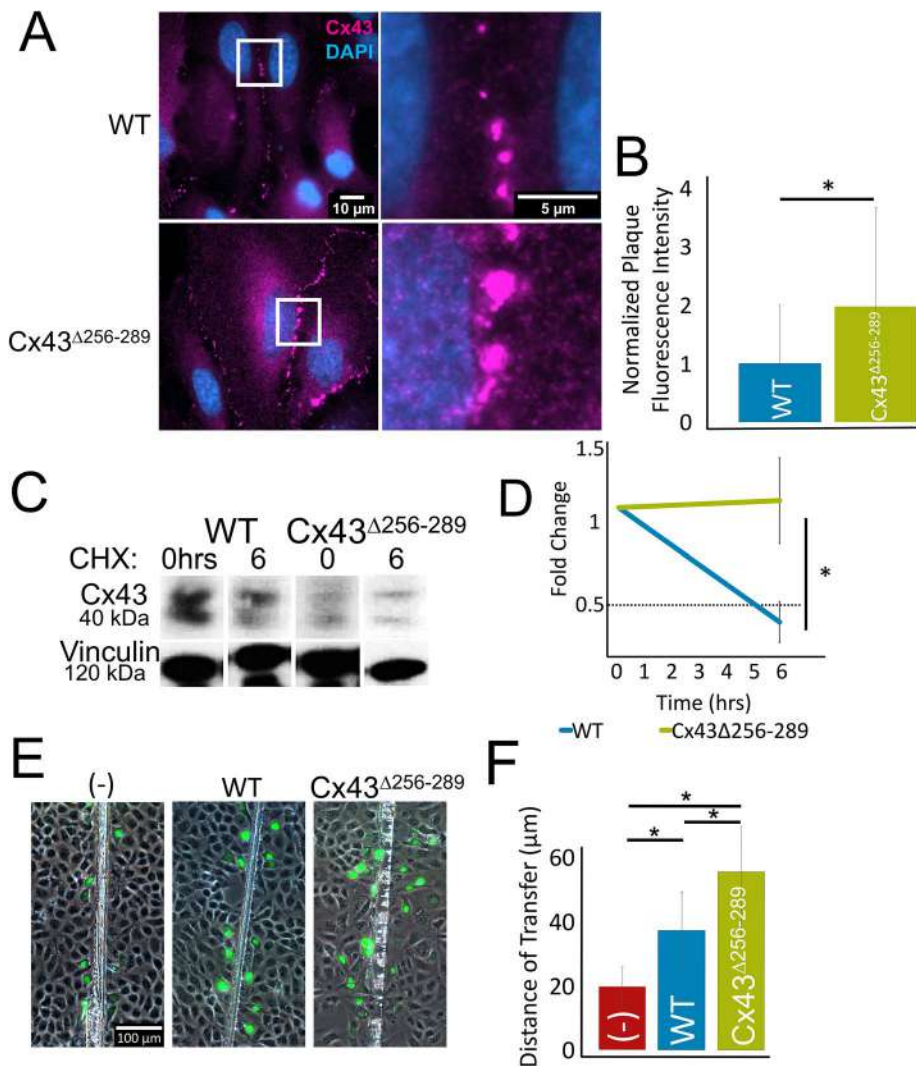 A
Cx43
DAPI
WT
10 µm
5 µm
Cx43Δ256-289
B
Normalized Plaque
Fluorescence Intensity
4
3
2
1
0
*
WT
Cx43Δ256-289
C
WT Cx43Δ256-289
CHX: 0hrs 6 0 6
Cx43
40 kDa
Vinculin
120 kDa
D
Fold Change
1.5
1
0.5
*
0 1 2 3 4 5 6
Time (hrs)
WT Cx43Δ256-289
E
(-) WT Cx43Δ256-289
100 µm
F
Distance of Transfer (µm)
60
40
20
0
*
* *
(-)
WT
Cx43Δ256-289